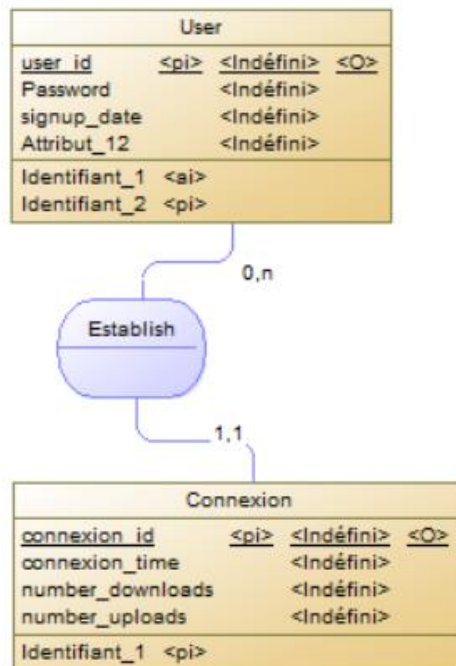 User
user_id <pi> <Indéfini> <O>
Password <Indéfini>
signup_date <Indéfini>
Attribut_12 <Indéfini>
Identifiant_1 <ai>
Identifiant_2 <pi>
0,n
Establish
1,1
Connexion
connexion_id <pi> <Indéfini> <O>
connexion_time <Indéfini>
number_downloads <Indéfini>
number_uploads <Indéfini>
Identifiant_1 <pi>